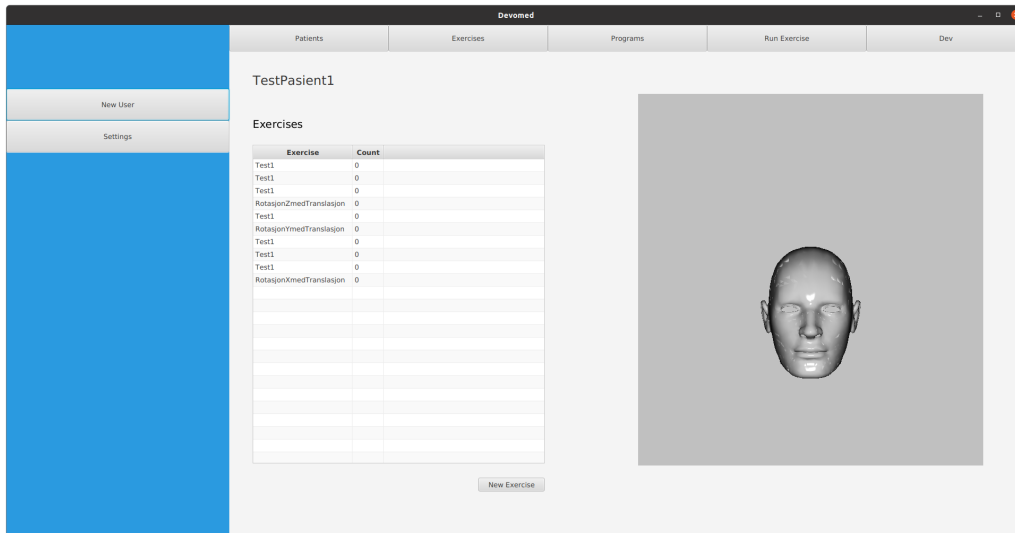 Devomed
Patients Exercises Programs Run Exercise Dev
New User
Settings
TestPasient1
Exercises
Exercise Count
Test1 0
Test1 0
Test1 0
RotasjonZmedTranslasjon 0
Test1 0
RotasjonYmedTranslasjon 0
Test1 0
Test1 0
Test1 0
RotasjonXmedTranslasjon 0
New Exercise